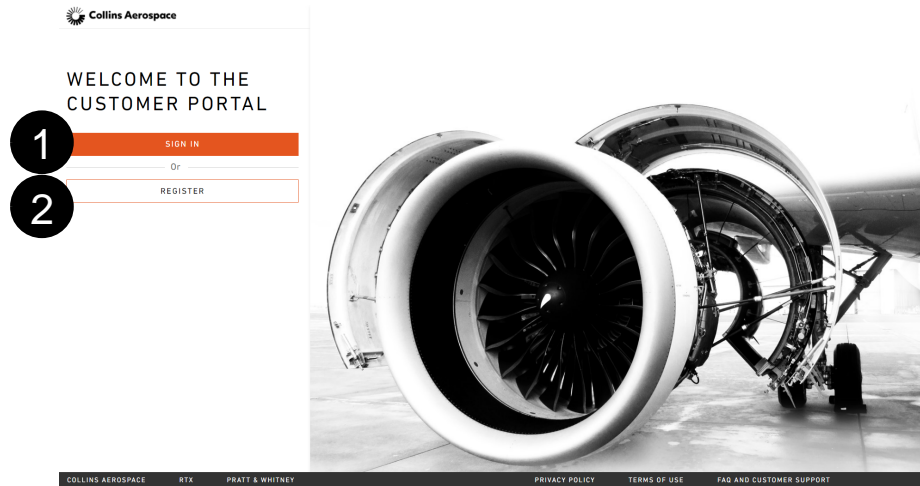 Collins Aerospace
WELCOME TO THE
CUSTOMER PORTAL
1
SIGN IN
Or
2
REGISTER
COLLINS AEROSPACE RTX PRATT & WHITNEY PRIVACY POLICY TERMS OF USE FAQ AND CUSTOMER SUPPORT